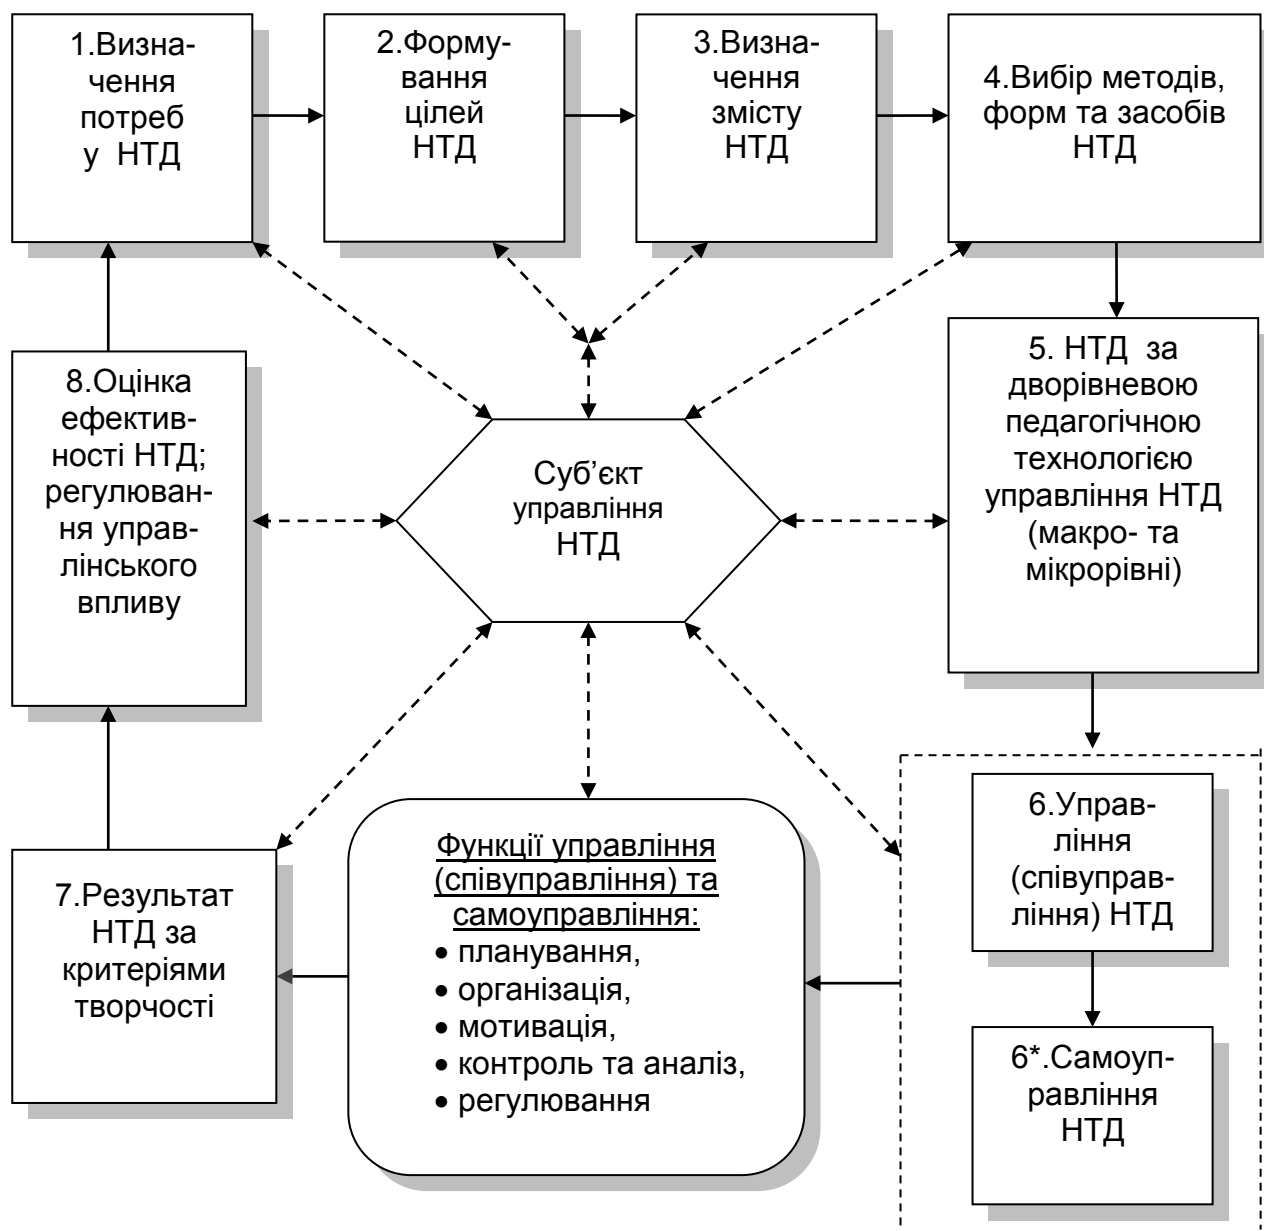 1.Визна-
чення
потреб
у НТД
2.Форму-
вання
цілей
НТД
3.Визна-
чення
змісту
НТД
4.Вибір методів,
форм та засобів
НТД
5. НТД за
дворівневою
педагогічною
технологією
управління НТД
(макро- та
мікрорівні)
8.Оцінка
ефектив-
ності НТД;
регулюван-
ня управ-
лінського
впливу
Суб’єкт
управління
НТД
6.Управ-
ління
(співуправ-
ління) НТД
6*.Самоуп-
равління
НТД
Функції управління
(співуправління) та
самоуправління:
• планування,
• організація,
• мотивація,
• контроль та аналіз,
• регулювання
7.Результат
НТД за
критеріями
творчості